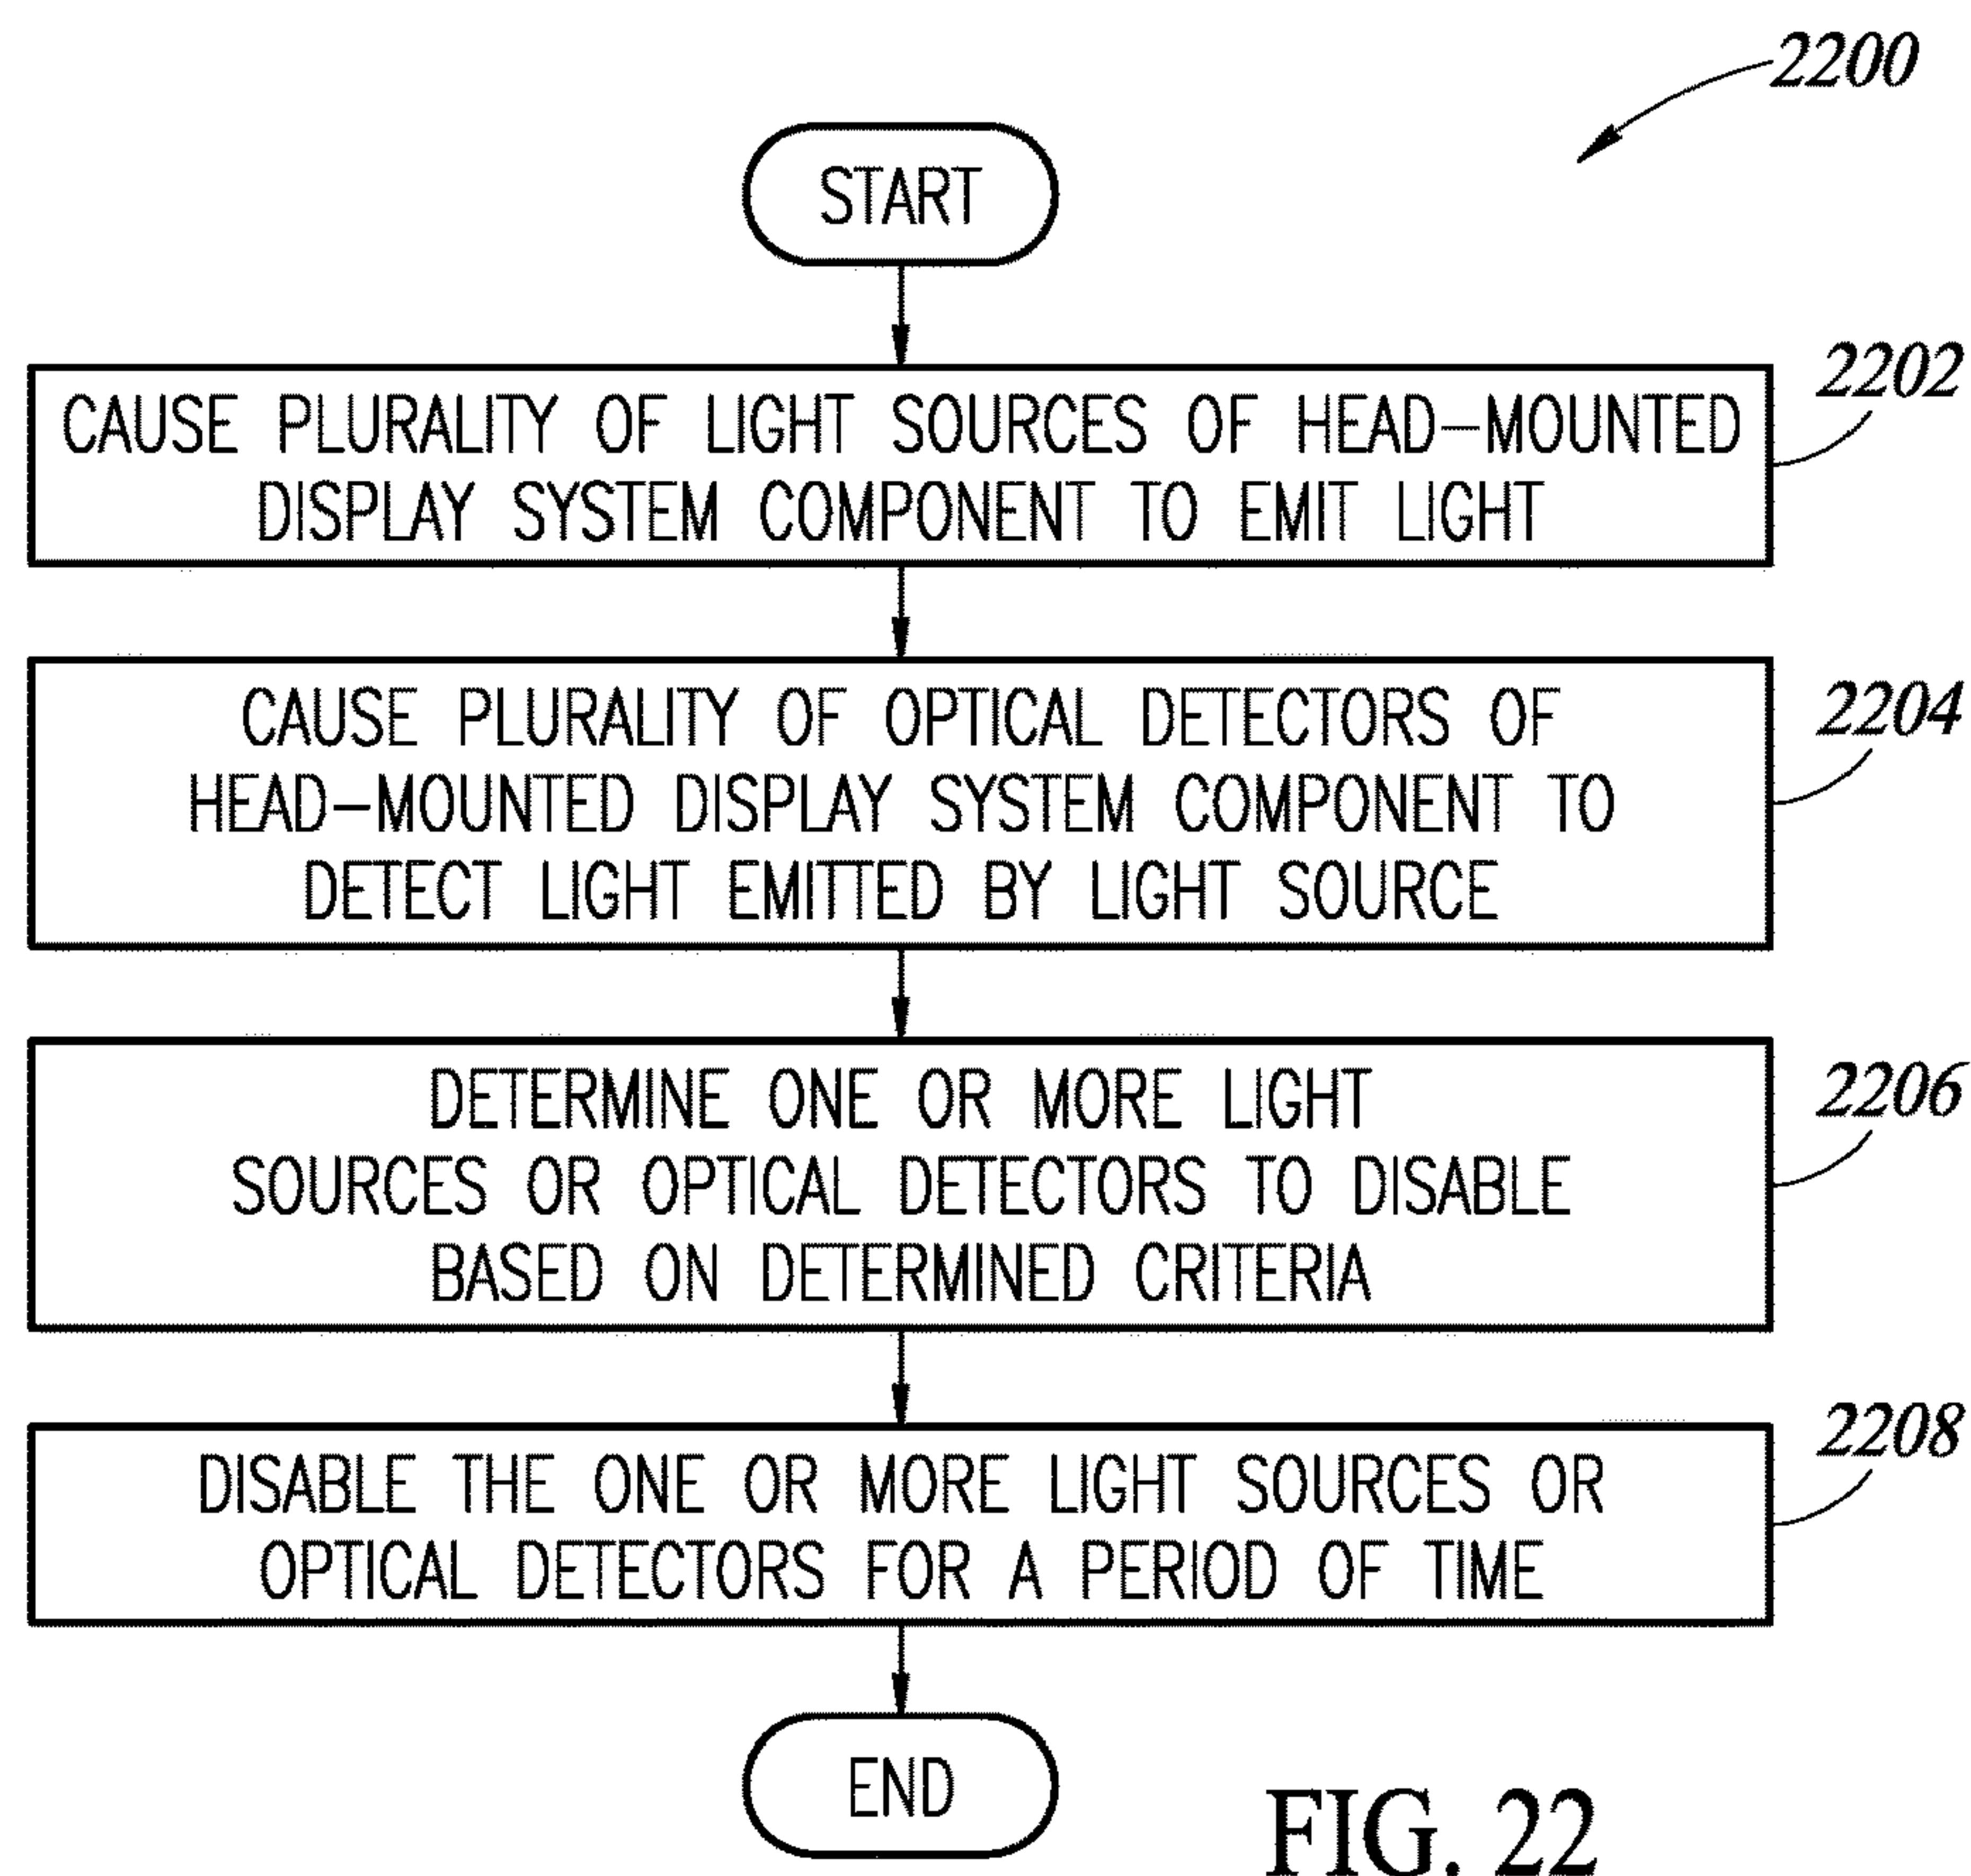 2200
START
2202
CAUSE PLURALITY OF LIGHT SOURCES OF HEAD-MOUNTED
DISPLAY SYSTEM COMPONENT TO EMIT LIGHT
2204
CAUSE PLURALITY OF OPTICAL DETECTORS OF
HEAD-MOUNTED DISPLAY SYSTEM COMPONENT TO
DETECT LIGHT EMITTED BY LIGHT SOURCE
2206
DETERMINE ONE OR MORE LIGHT
SOURCES OR OPTICAL DETECTORS TO DISABLE
BASED ON DETERMINED CRITERIA
2208
DISABLE THE ONE OR MORE LIGHT SOURCES OR
OPTICAL DETECTORS FOR A PERIOD OF TIME
END
FIG. 22